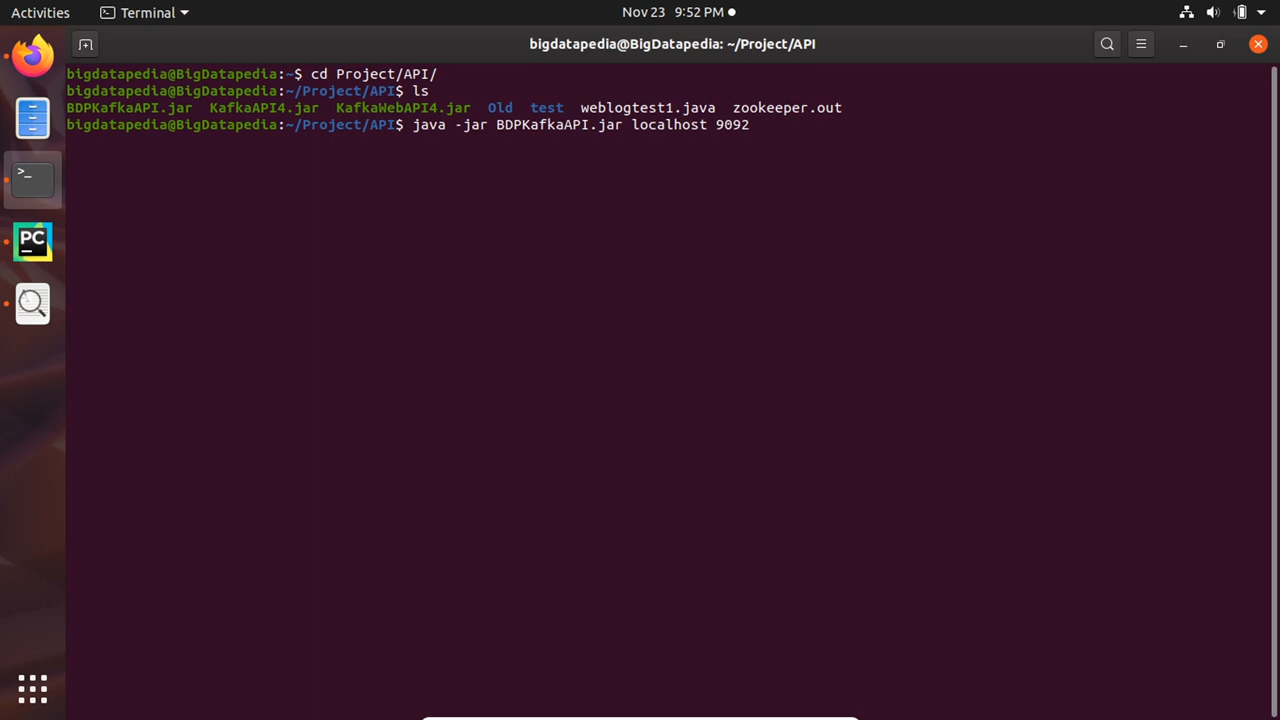 Activities Terminal Nov 23 9:52 PM
bigdatapedia@BigDatapedia: ~/Project/API
bigdatapedia@BigDatapedia:~$ cd Project/API/
bigdatapedia@BigDatapedia:~/Project/API$ ls
BDPKafkaAPI.jar KafkaAPI4.jar KafkaWebAPI4.jar Old test weblogtest1.java zookeeper.out
bigdatapedia@BigDatapedia:~/Project/API$ java -jar BDPKafkaAPI.jar localhost 9092
>_
PC